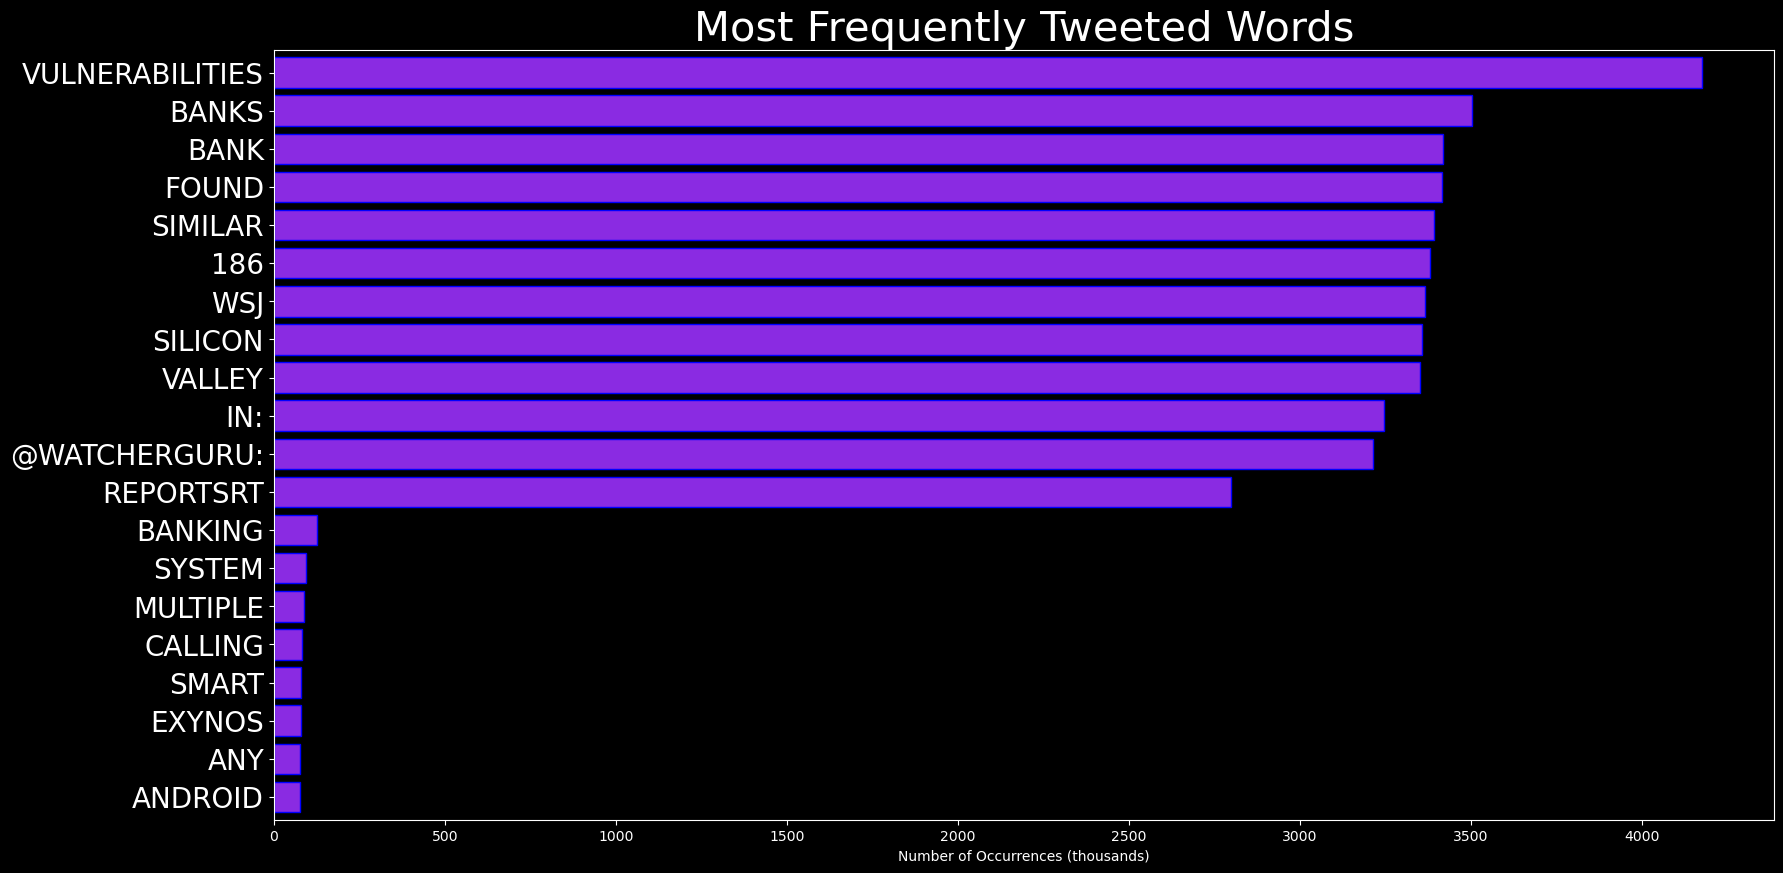 Most Frequently Tweeted Words
VULNERABILITIES
BANKS
BANK
FOUND
SIMILAR
186
WSJ
SILICON
VALLEY
IN:
@WATCHERGURU:
REPORTSRT
BANKING
SYSTEM
MULTIPLE
CALLING
SMART
EXYNOS
ANY
ANDROID
0 500 1000 1500 2000 2500 3000 3500 4000
Number of Occurrences (thousands)